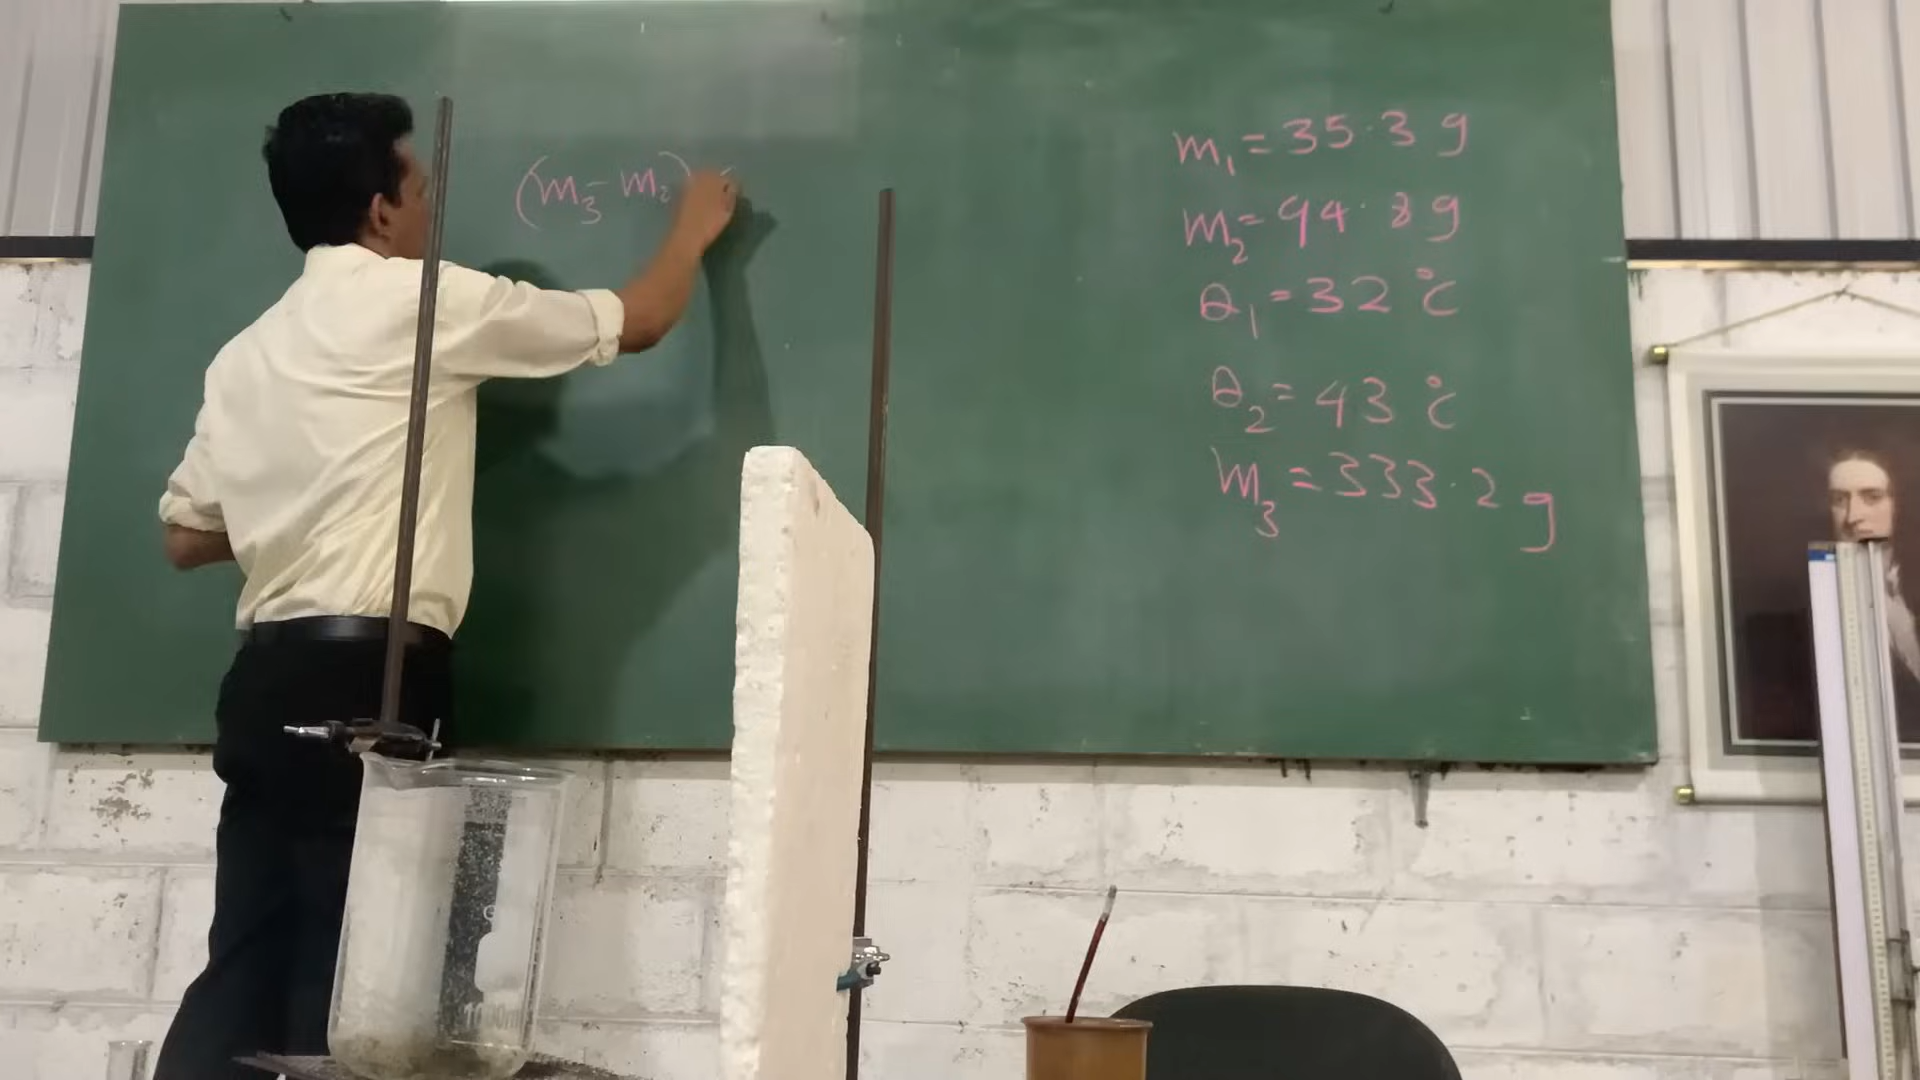 (m₃ - m₂)
m₁ = 35.3 g
m₂ = 94.8 g
θ₁ = 32 °C
θ₂ = 43 °C
m₃ = 333.2 g